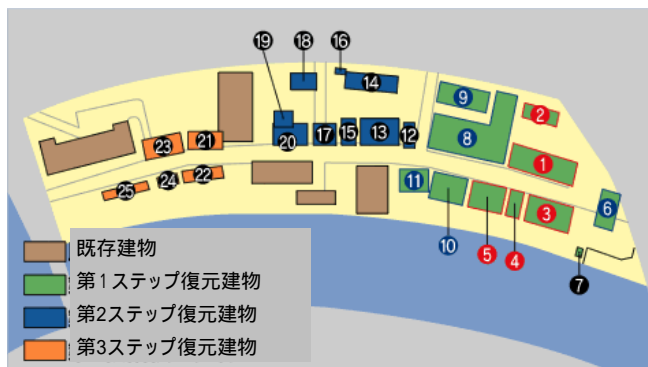 ⑲ ⑱ ⑯
⑭ ⑨ ②
㉓ ㉑ ⑳ ⑰ ⑮ ⑬ ⑫ ⑧ ①
㉕ ㉔ ㉒ ⑪ ③ ⑥
⑩ ⑤ ④
⑦
既存建物
第1ステップ復元建物
第2ステップ復元建物
第3ステップ復元建物